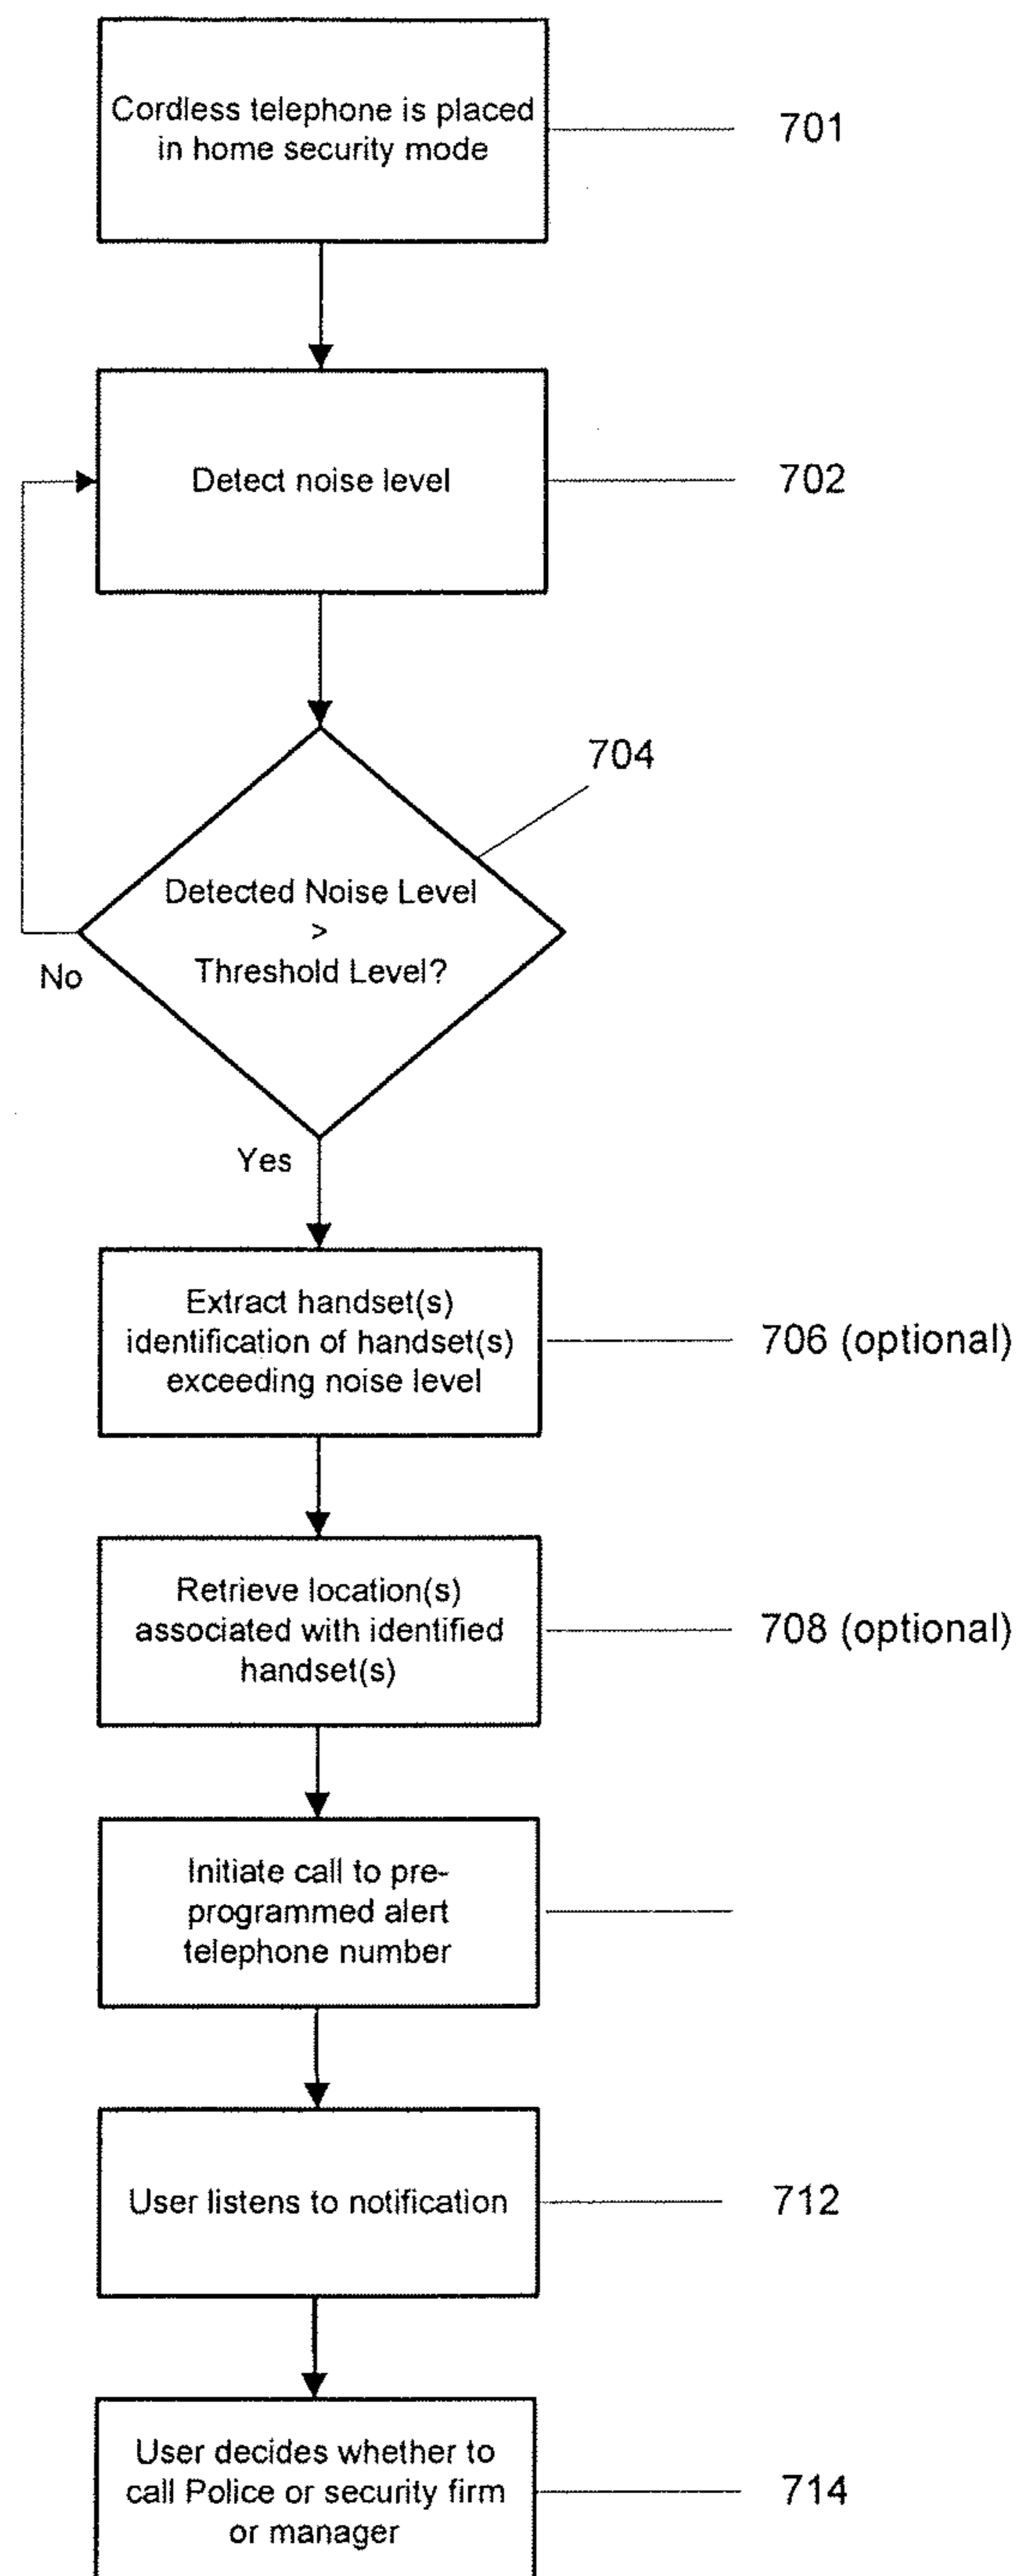 Cordless telephone is placed
in home security mode
701
Detect noise level
702
704
Detected Noise Level
>
Threshold Level?
No
Yes
Extract handset(s)
identification of handset(s)
exceeding noise level
706 (optional)
Retrieve location(s)
associated with identified
handset(s)
708 (optional)
Initiate call to pre-
programmed alert
telephone number
User listens to notification
712
User decides whether to
call Police or security firm
or manager
714